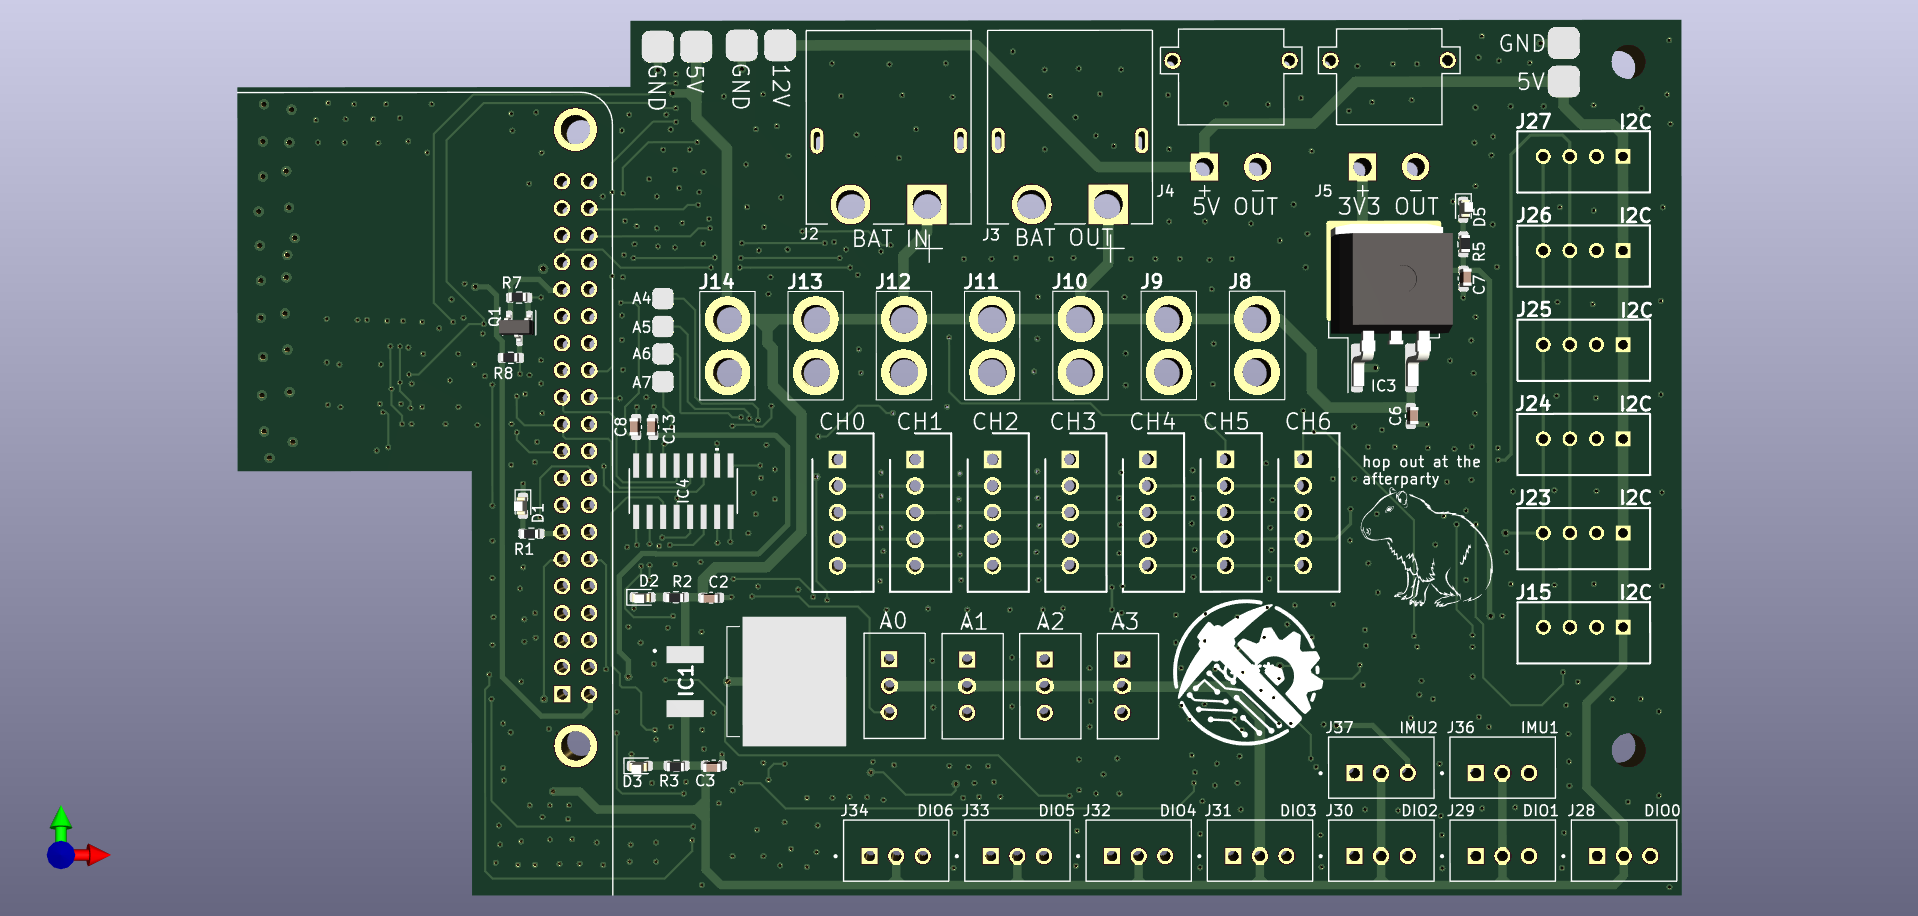 GND
5V
GND
12V
GND
5V
J27
I2C
J4
J5
+
−
+
−
5V OUT
3V3 OUT
D5
J2
BAT IN
+
J3
BAT OUT
+
J26
I2C
R5
C7
R7
Q1
R8
A4
A5
A6
A7
J14
J13
J12
J11
J10
J9
J8
J25
I2C
IC3
C6
C8
C13
CH0
CH1
CH2
CH3
CH4
CH5
CH6
J24
I2C
hop out at the
afterparty
IC4
D1
R1
J23
I2C
D2
R2
C2
J15
I2C
A0
A1
A2
A3
IC1
D3
R3
C3
J37
IMU2
J36
IMU1
J34
DIO6
J33
DIO5
J32
DIO4
J31
DIO3
J30
DIO2
J29
DIO1
J28
DIO0